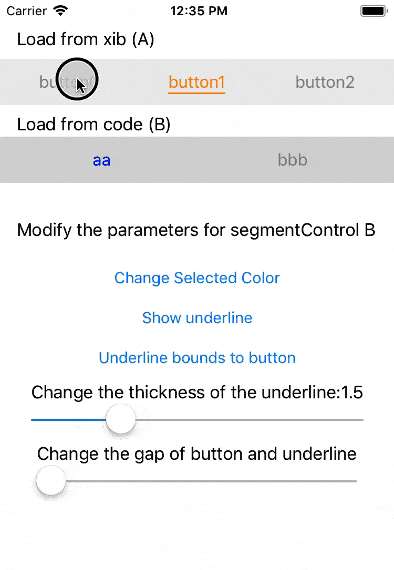 Carrier 12:35 PM
Load from xib (A)
button0 button1 button2
Load from code (B)
aa bbb
Modify the parameters for segmentControl B
Change Selected Color
Show underline
Underline bounds to button
Change the thickness of the underline:1.5
Change the gap of button and underline